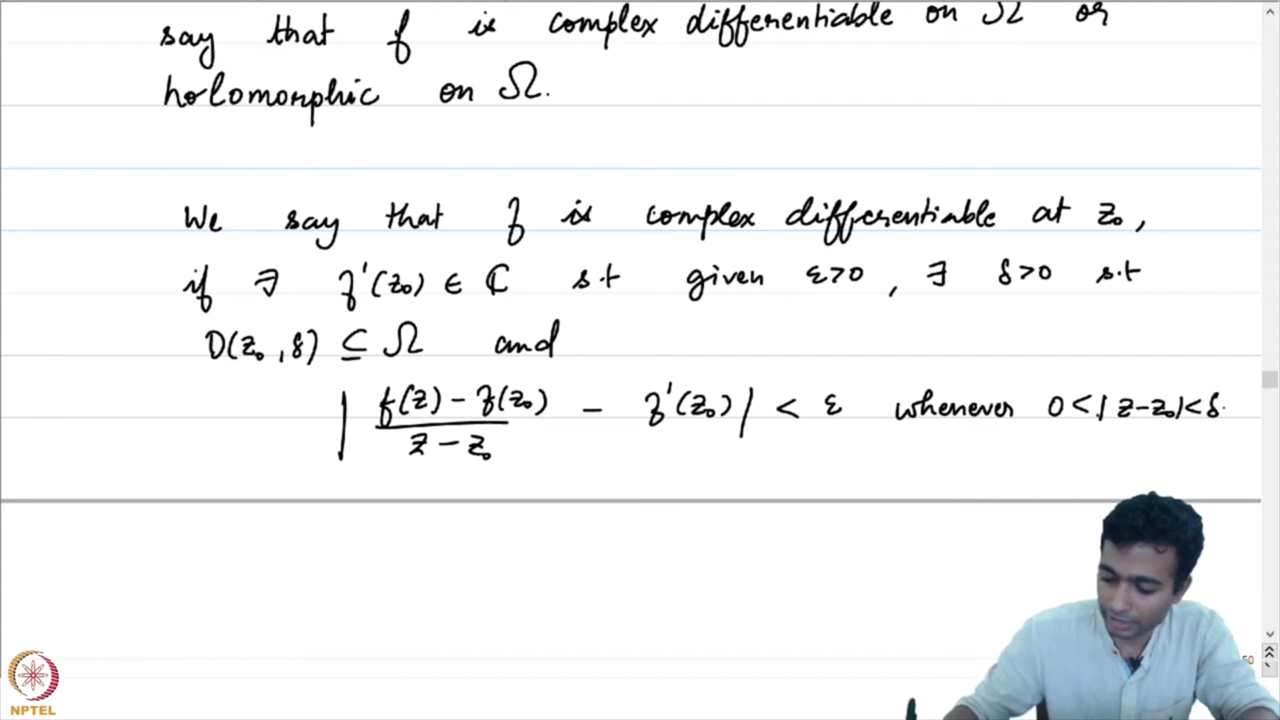 say that f is complex differentiable on Ω or
holomorphic on Ω.
We say that f is complex differentiable at z₀,
if ∃ f'(z₀) ∈ ℂ s.t given ε>0, ∃ δ>0 s.t
D(z₀,δ) ⊆ Ω and
| (f(z) - f(z₀))/(z - z₀) - f'(z₀) | < ε whenever 0<|z-z₀|<δ.
50
NPTEL